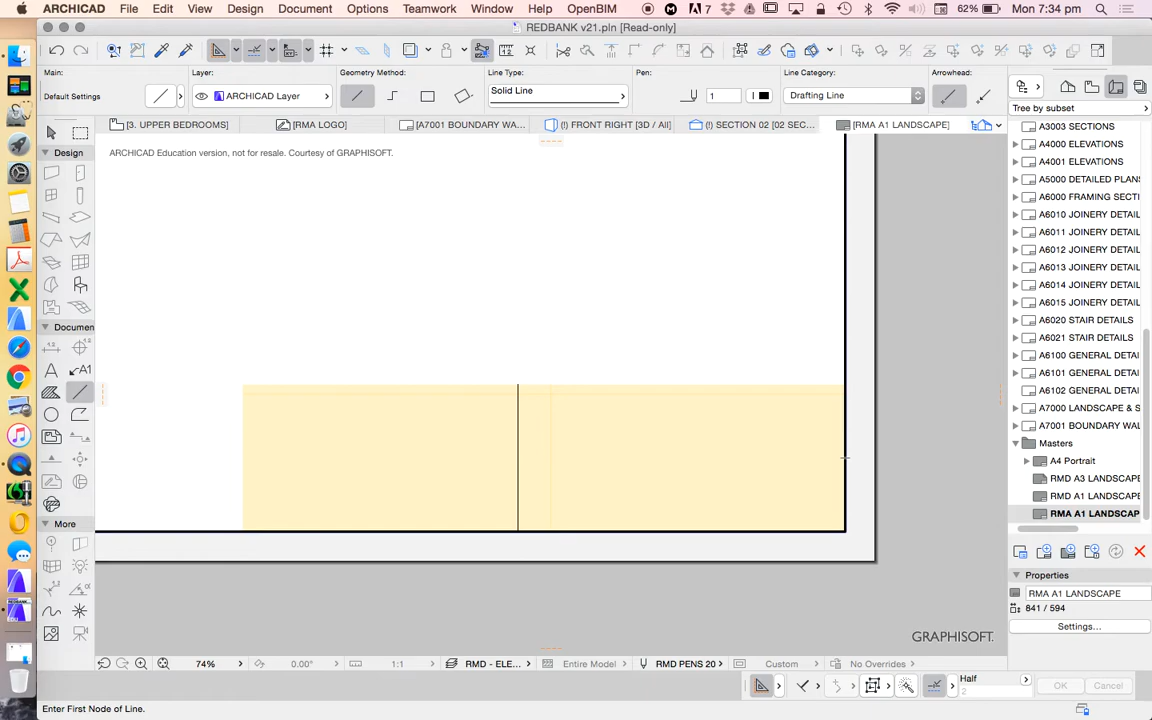 ARCHICAD File Edit View Design Document Options Teamwork Window Help OpenBIM 7 62% Mon 7:34 pm
REDBANK v21.pln [Read-only]
Main: Layer: Geometry Method: Line Type: Pen: Line Category: Arrowhead:
Default Settings ARCHICAD Layer Solid Line 1 Drafting Line
Tree by subset
[3. UPPER BEDROOMS] [RMA LOGO] [A7001 BOUNDARY WA... (!) FRONT RIGHT [3D / All] (!) SECTION 02 [02 SEC... [RMA A1 LANDSCAPE]
ARCHICAD Education version, not for resale. Courtesy of GRAPHISOFT.
Design
Documen
A1
More
A3003 SECTIONS
A4000 ELEVATIONS
A4001 ELEVATIONS
A5000 DETAILED PLANS
A6000 FRAMING SECTI
A6010 JOINERY DETAIL
A6011 JOINERY DETAIL
A6012 JOINERY DETAIL
A6013 JOINERY DETAIL
A6014 JOINERY DETAIL
A6015 JOINERY DETAIL
A6020 STAIR DETAILS
A6021 STAIR DETAILS
A6100 GENERAL DETAI
A6101 GENERAL DETAI
A6102 GENERAL DETAI
A7000 LANDSCAPE & S
A7001 BOUNDARY WAL
Masters
A4 Portrait
RMD A3 LANDSCAPE
RMD A1 LANDSCAPE
RMA A1 LANDSCAP
Properties
RMA A1 LANDSCAPE
841 / 594
Settings...
GRAPHISOFT.
74% 0.00° 1:1 RMD - ELE... Entire Model RMD PENS 20 Custom No Overrides
Half
2
OK Cancel
Enter First Node of Line.